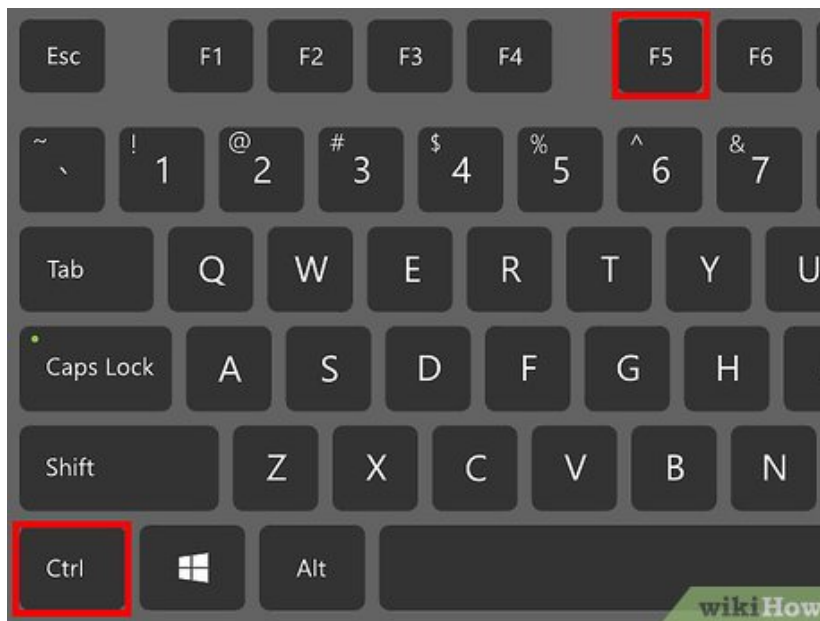 Esc F1 F2 F3 F4 F5 F6
~ ! @ # $ % ^ &
` 1 2 3 4 5 6 7
Tab Q W E R T Y U
Caps Lock A S D F G H
Shift Z X C V B N
Ctrl Alt
wikiHow